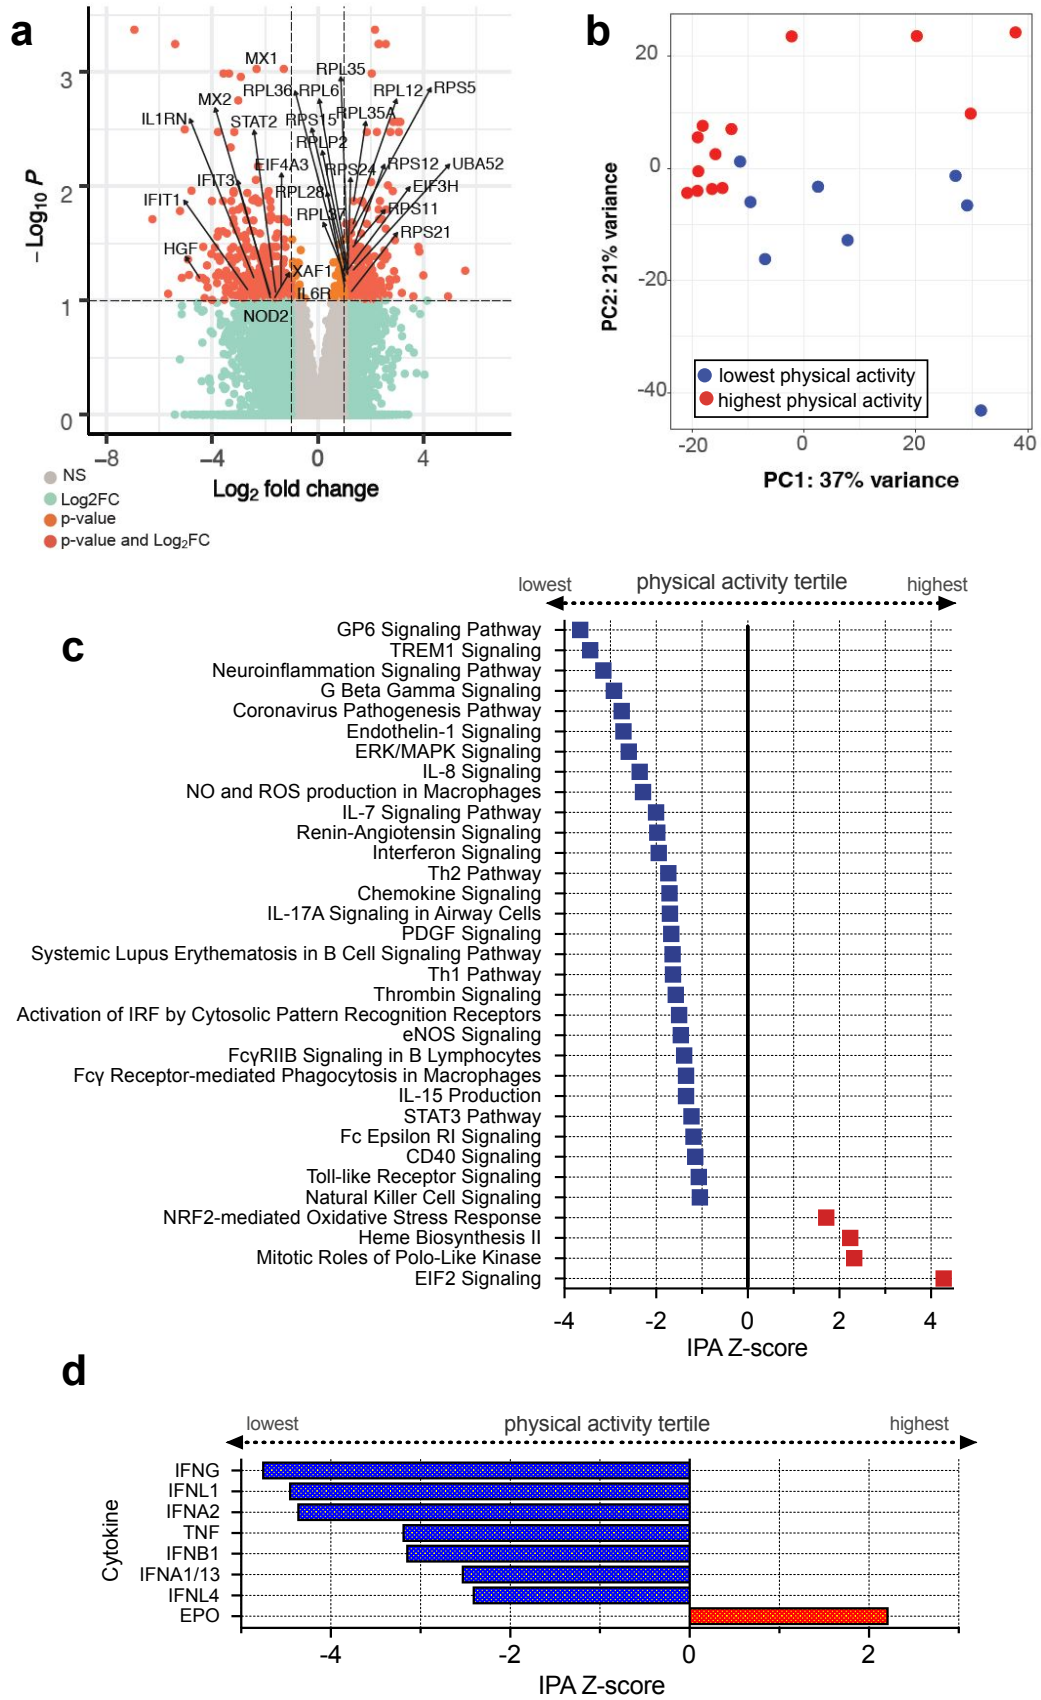 a
b
MX1
RPL35
RPL36
RPL6
RPL12
RPS5
MX2
IL1RN
STAT2
RPS15
RPL35A
RPLP2
EIF4A3
RPS24
RPS12
UBA52
IFIT3
RPL28
EIF3H
IFIT1
RPL37
RPS11
RPS21
HGF
XAF1
IL6R
NOD2
–Log10 P
3
2
1
0
−8
−4
0
4
Log2 fold change
NS
Log2FC
p-value
p-value and Log2FC
PC2: 21% variance
20
0
-20
-40
lowest physical activity
highest physical activity
-20
0
20
40
PC1: 37% variance
c
lowest
physical activity tertile
highest
GP6 Signaling Pathway
TREM1 Signaling
Neuroinflammation Signaling Pathway
G Beta Gamma Signaling
Coronavirus Pathogenesis Pathway
Endothelin-1 Signaling
ERK/MAPK Signaling
IL-8 Signaling
NO and ROS production in Macrophages
IL-7 Signaling Pathway
Renin-Angiotensin Signaling
Interferon Signaling
Th2 Pathway
Chemokine Signaling
IL-17A Signaling in Airway Cells
PDGF Signaling
Systemic Lupus Erythematosis in B Cell Signaling Pathway
Th1 Pathway
Thrombin Signaling
Activation of IRF by Cytosolic Pattern Recognition Receptors
eNOS Signaling
FcγRIIB Signaling in B Lymphocytes
Fcγ Receptor-mediated Phagocytosis in Macrophages
IL-15 Production
STAT3 Pathway
Fc Epsilon RI Signaling
CD40 Signaling
Toll-like Receptor Signaling
Natural Killer Cell Signaling
NRF2-mediated Oxidative Stress Response
Heme Biosynthesis II
Mitotic Roles of Polo-Like Kinase
EIF2 Signaling
-4
-2
0
2
4
IPA Z-score
d
lowest
physical activity tertile
highest
Cytokine
IFNG
IFNL1
IFNA2
TNF
IFNB1
IFNA1/13
IFNL4
EPO
-4
-2
0
2
IPA Z-score